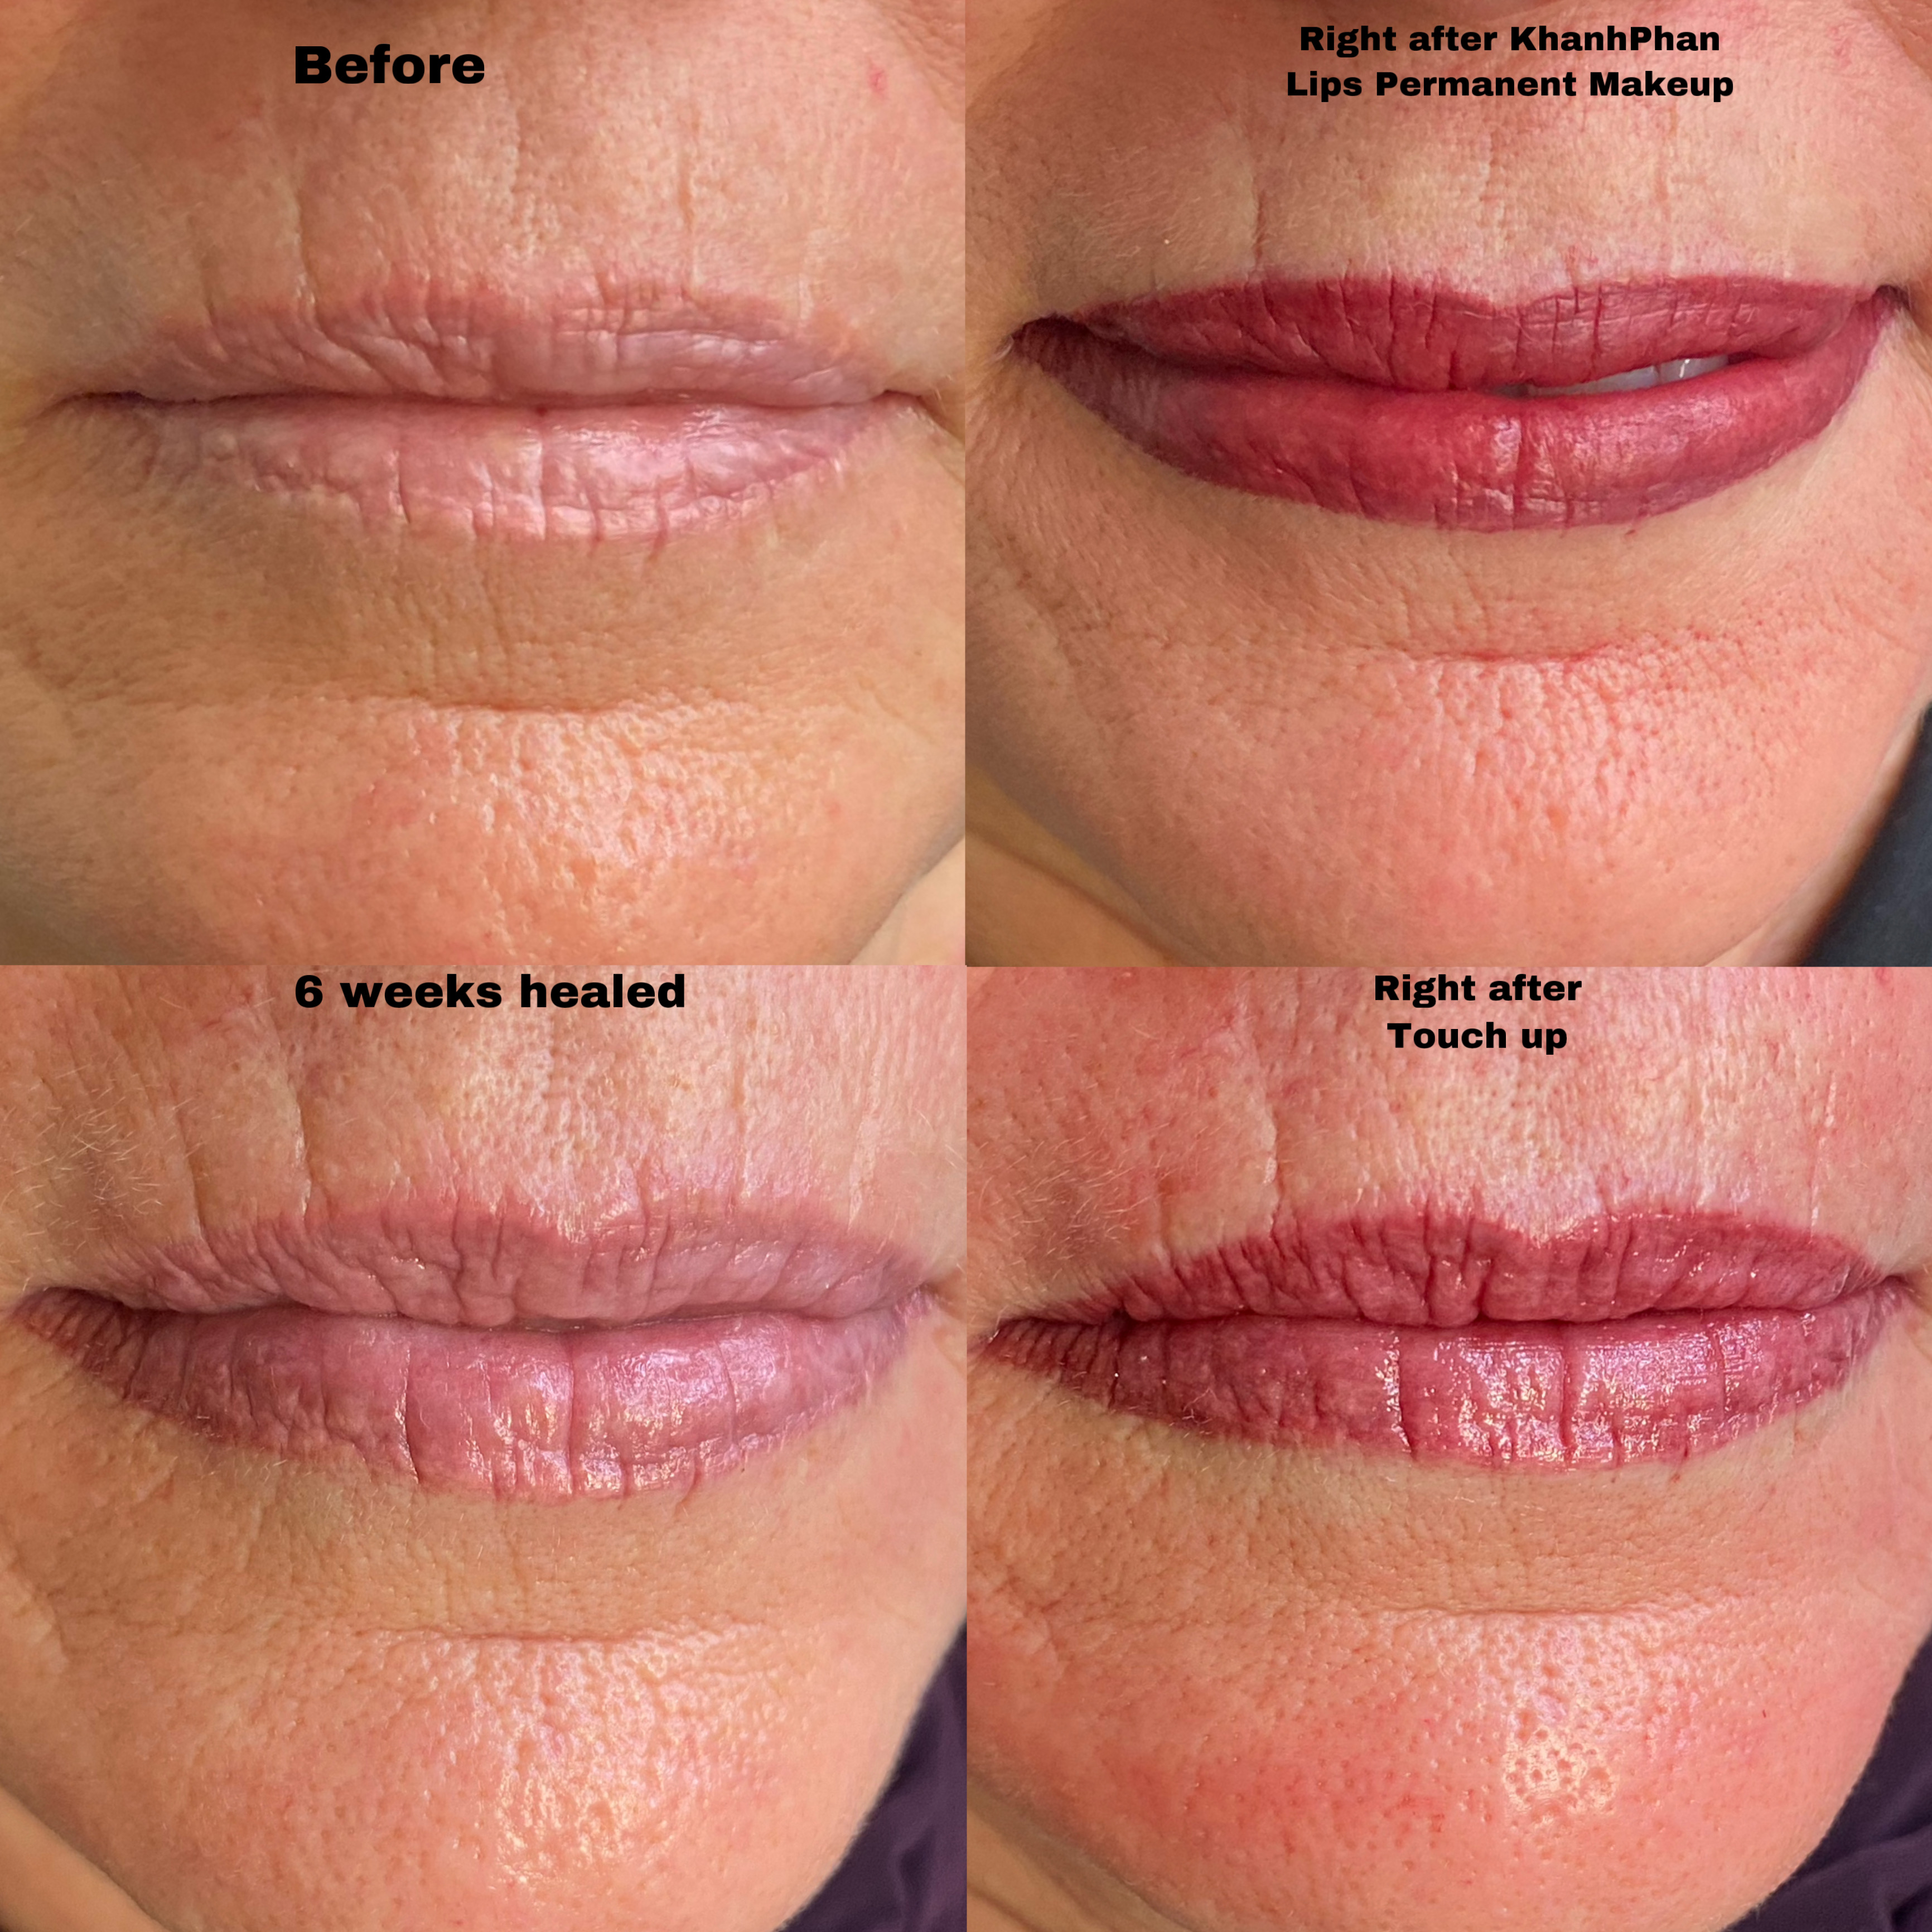 Before
Right after KhanhPhan
Lips Permanent Makeup
6 weeks healed
Right after
Touch up